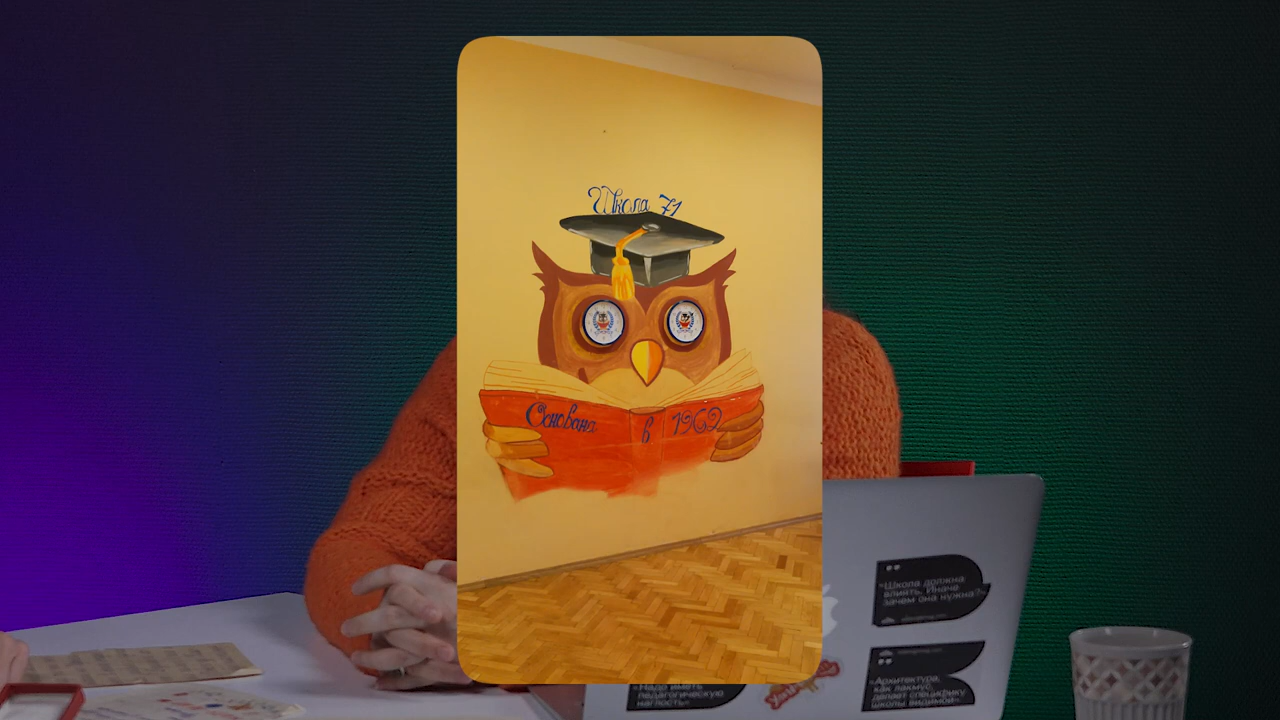 Школа 71
Основана в 1969
«Школа должна
влиять. Иначе
зачем она нужна?»
«Надо иметь
педагогическую
наглость»
«Архитектура,
как лакмус,
делает специфику
школы видимой»